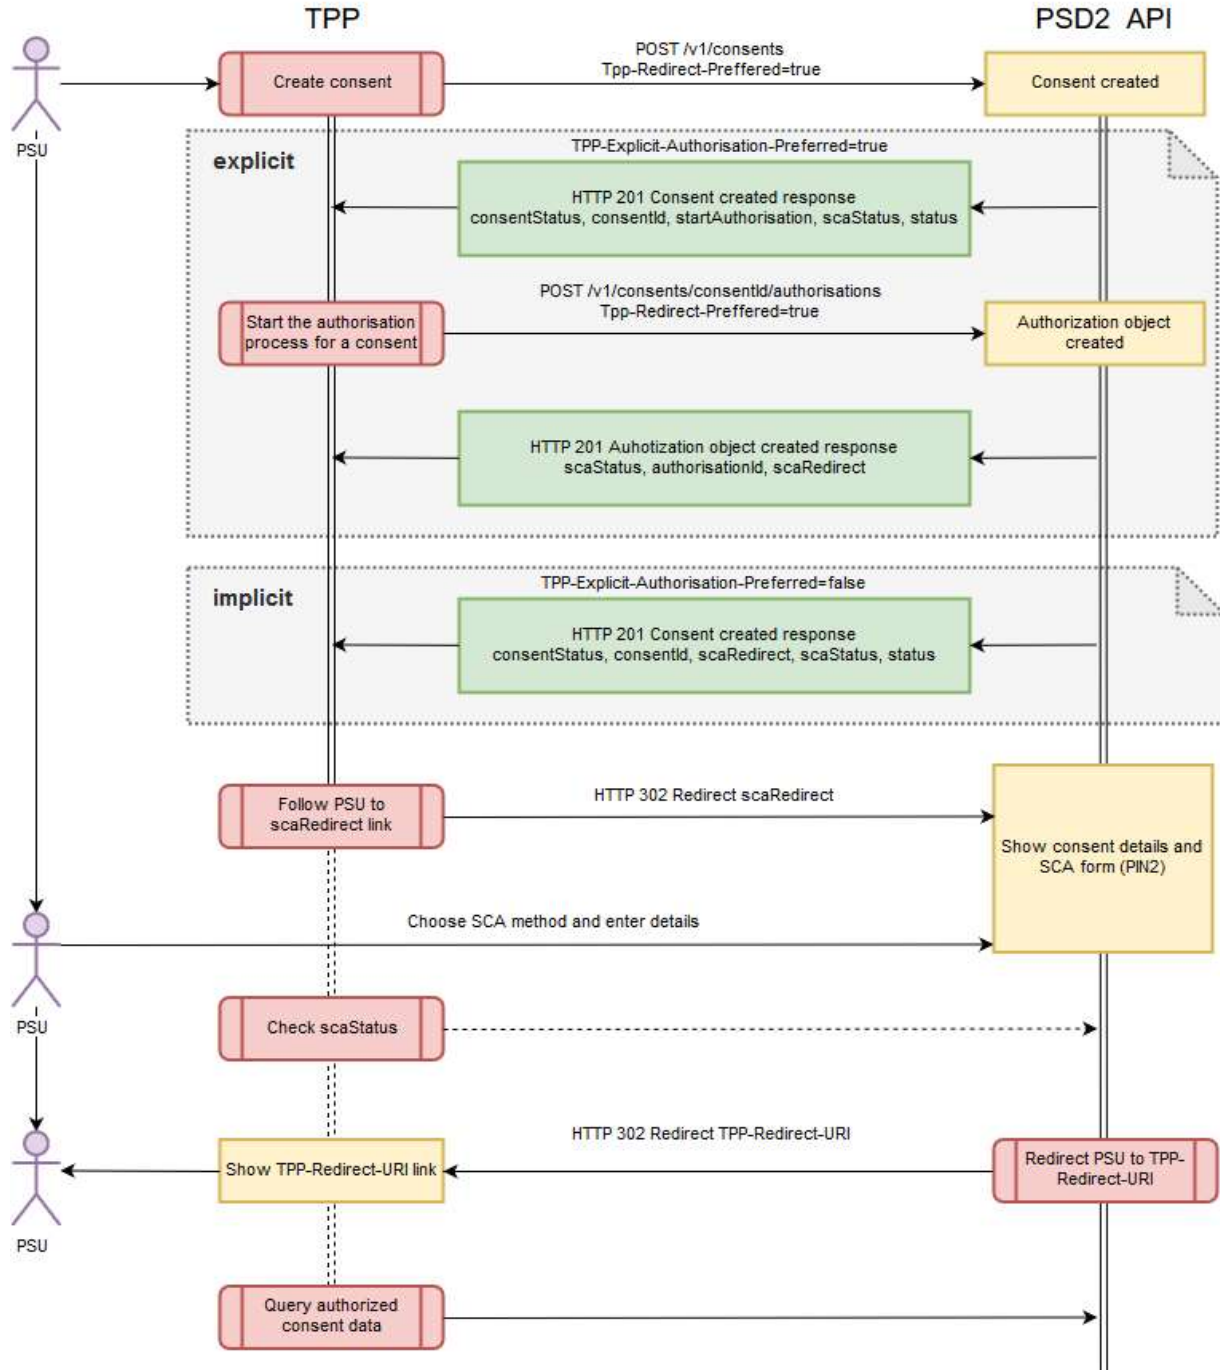 TPP
PSD2 API
POST /v1/consents
Tpp-Redirect-Preffered=true
Create consent
Consent created
PSU
explicit
TPP-Explicit-Authorisation-Preferred=true
HTTP 201 Consent created response
consentStatus, consentId, startAuthorisation, scaStatus, status
POST /v1/consents/consentId/authorisations
Tpp-Redirect-Preffered=true
Start the authorisation
process for a consent
Authorization object
created
HTTP 201 Auhotization object created response
scaStatus, authorisationId, scaRedirect
implicit
TPP-Explicit-Authorisation-Preferred=false
HTTP 201 Consent created response
consentStatus, consentId, scaRedirect, scaStatus, status
Follow PSU to
scaRedirect link
HTTP 302 Redirect scaRedirect
Show consent details and
SCA form (PIN2)
Choose SCA method and enter details
PSU
Check scaStatus
HTTP 302 Redirect TPP-Redirect-URI
Show TPP-Redirect-URI link
Redirect PSU to TPP-
Redirect-URI
PSU
Query authorized
consent data